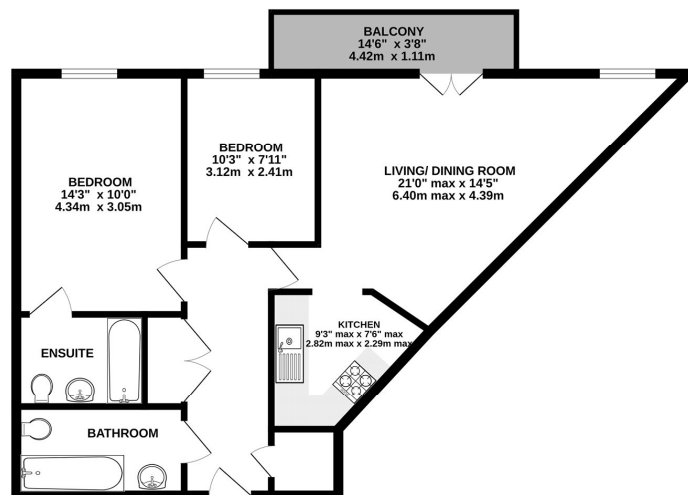 BALCONY
14'6" x 3'8"
4.42m x 1.11m
BEDROOM
14'3" x 10'0"
4.34m x 3.05m
BEDROOM
10'3" x 7'11"
3.12m x 2.41m
LIVING/ DINING ROOM
21'0" max x 14'5"
6.40m max x 4.39m
KITCHEN
9'3" max x 7'6" max
2.82m max x 2.29m max
ENSUITE
BATHROOM